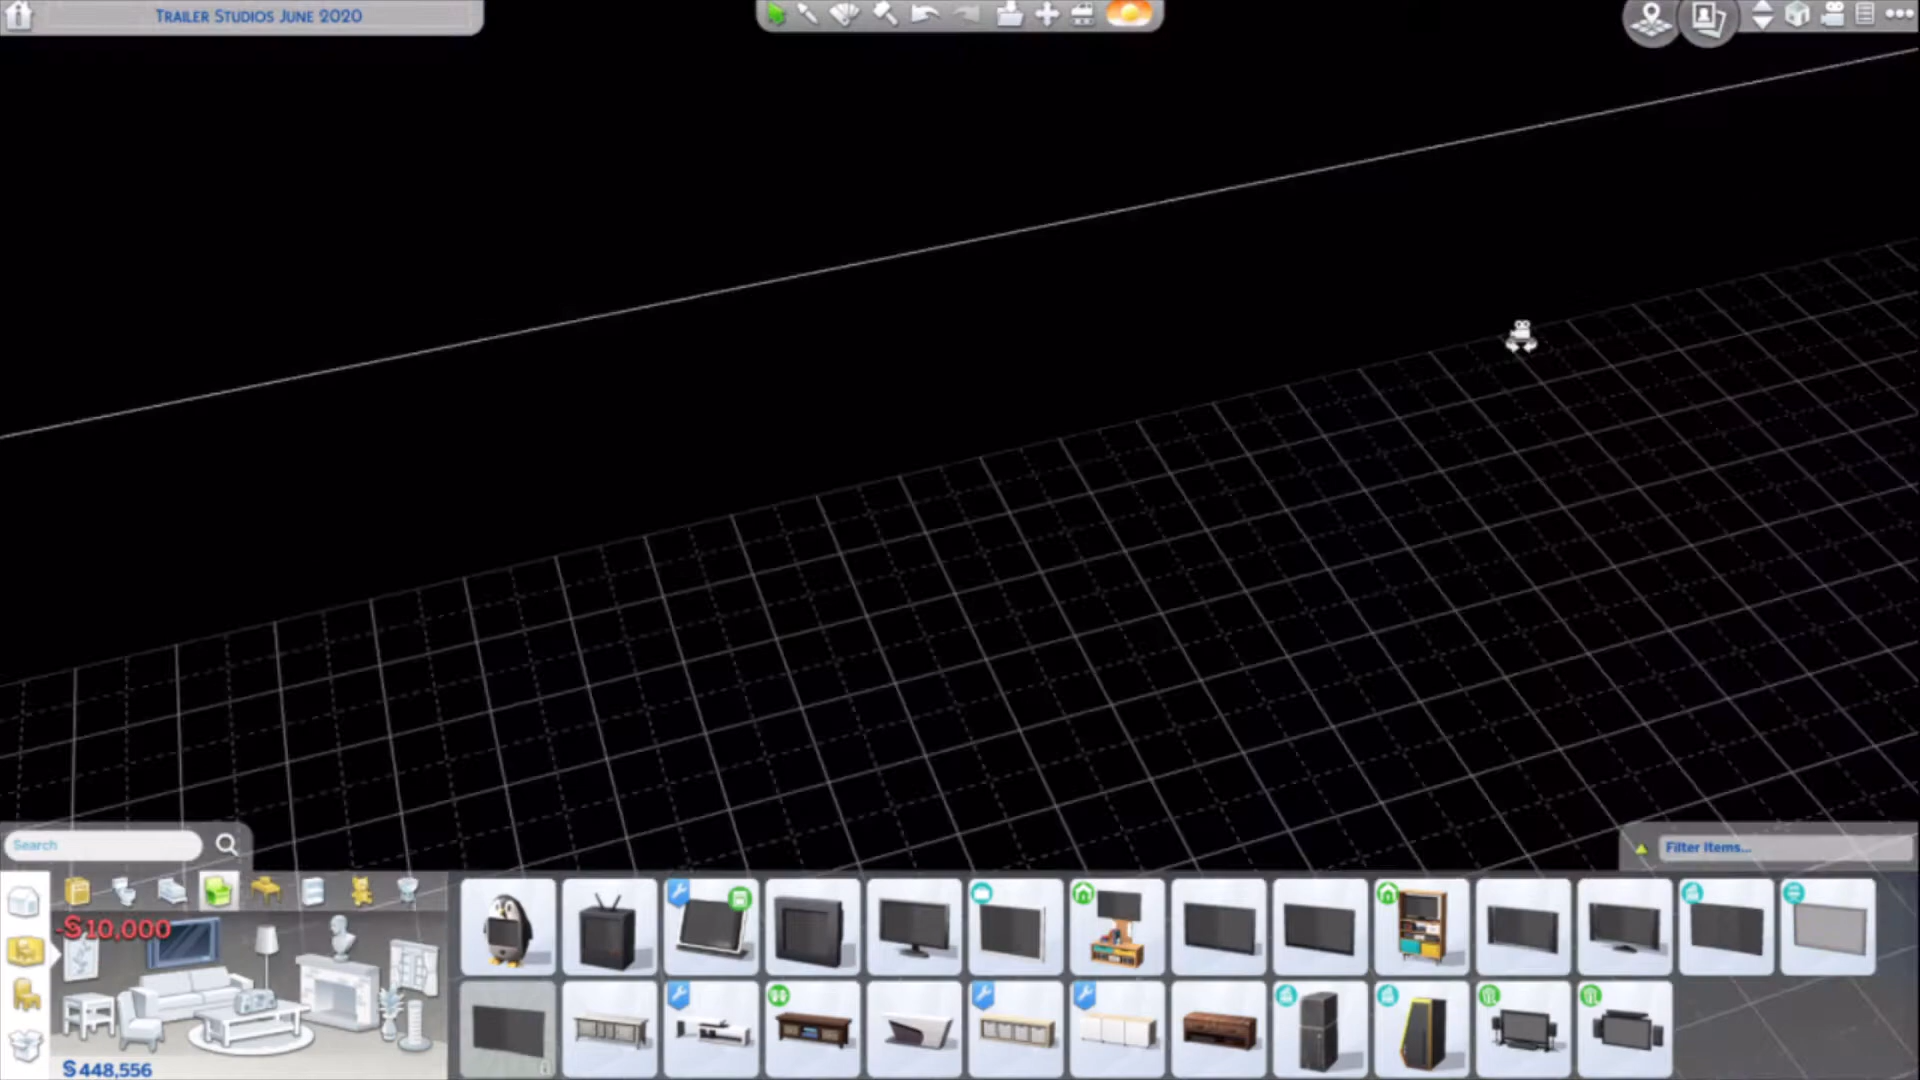 Trailer Studios June 2020
Search
Filter Items...
-§10,000
§448,556